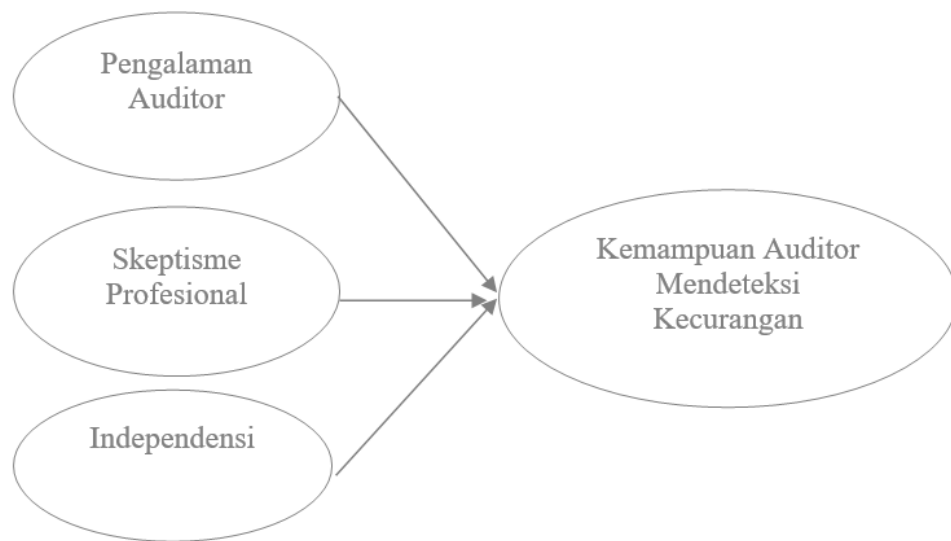 Pengalaman
Auditor
Skeptisme
Profesional
Independensi
Kemampuan Auditor
Mendeteksi
Kecurangan